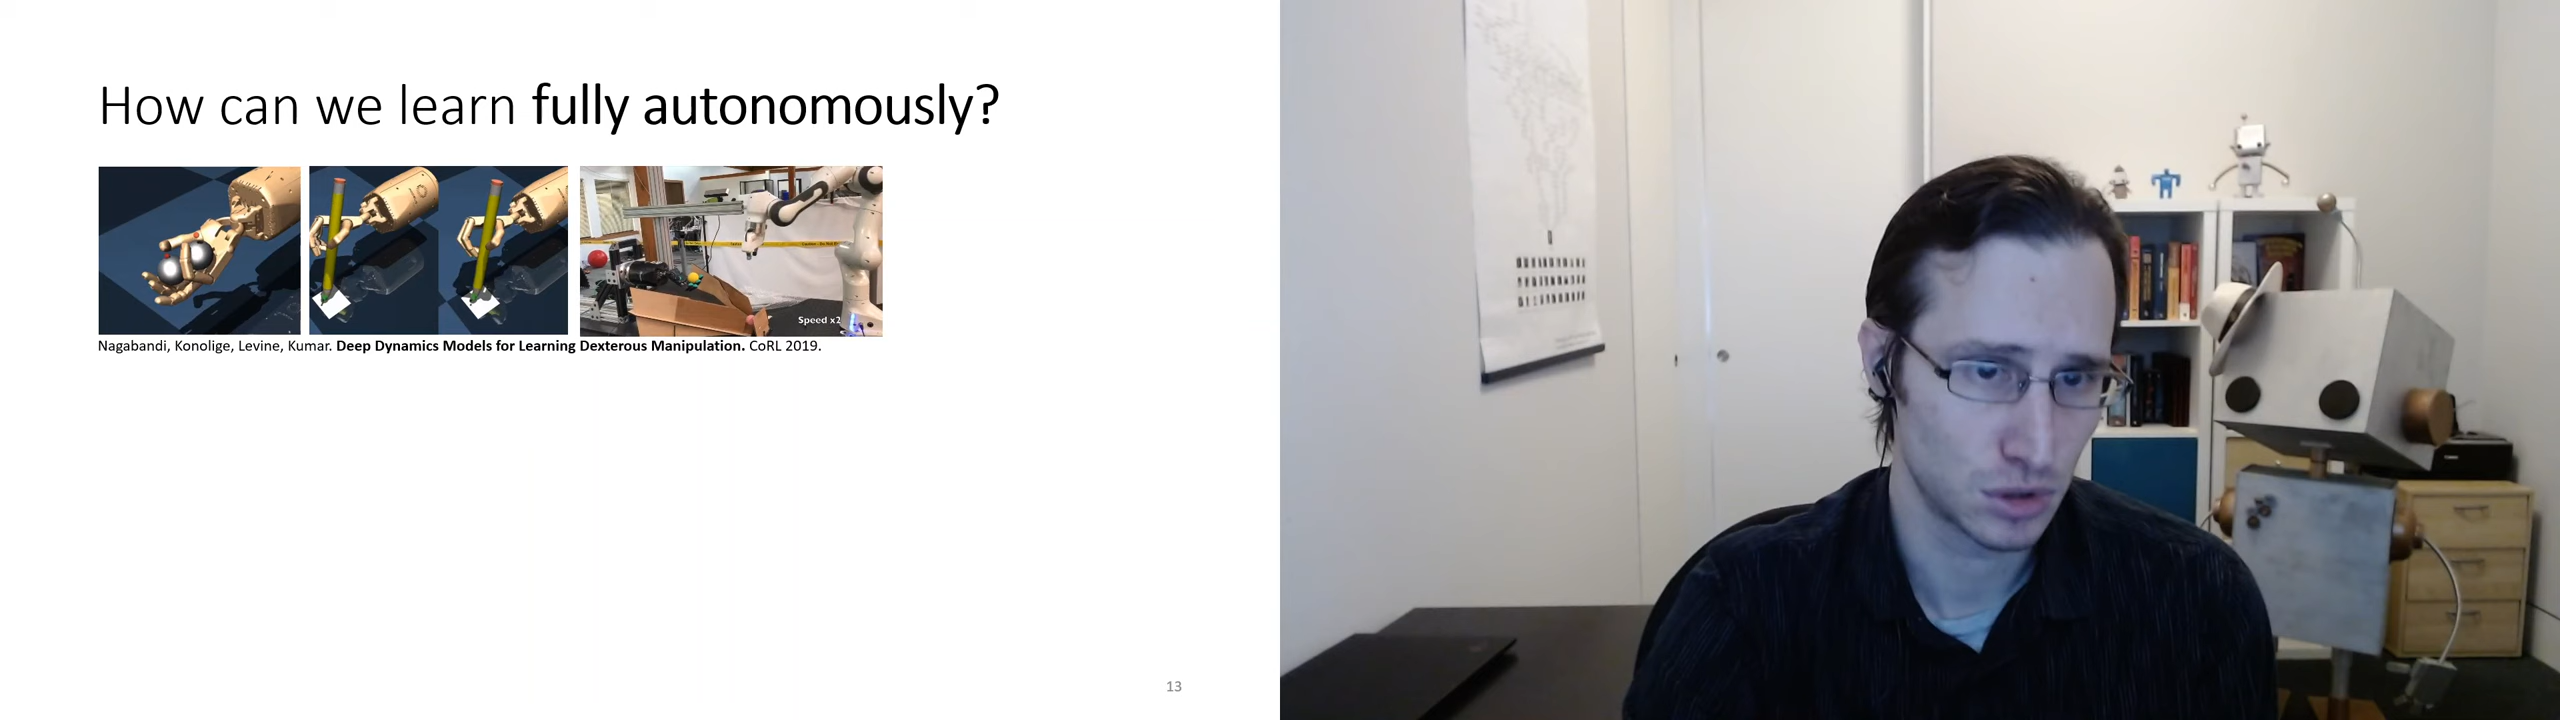 How can we learn fully autonomously?
Speed x2
Nagabandi, Konolige, Levine, Kumar. Deep Dynamics Models for Learning Dexterous Manipulation. CoRL 2019.
13